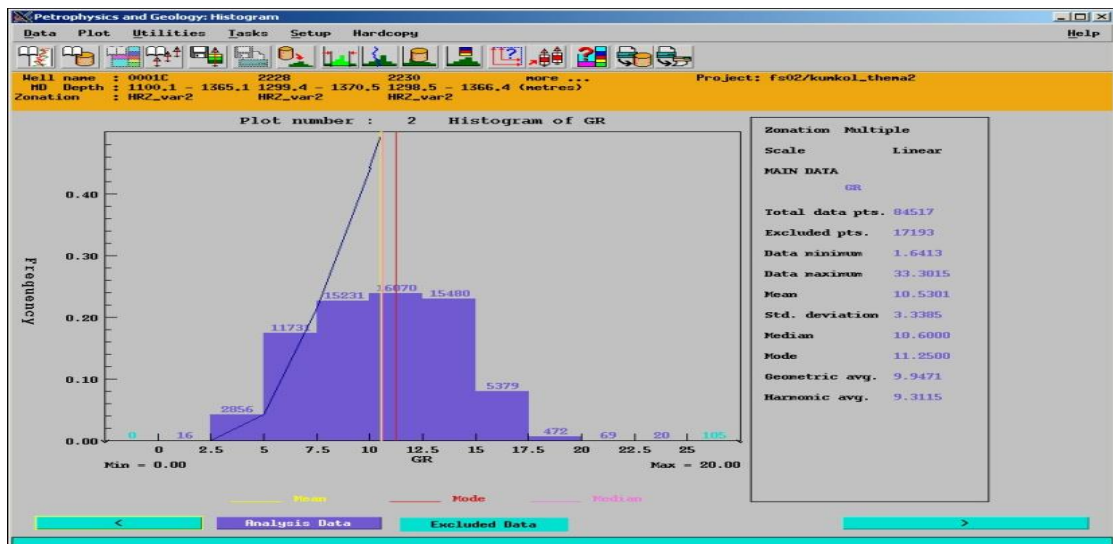 Petrophysics and Geology: Histogram
Data Plot Utilities Tasks Setup Hardcopy Help
Well name : 0001C 2228 2230 more ... Project: fs02/kumkol_thema2
MD Depth : 1100.1 - 1365.1 1299.4 - 1370.5 1298.5 - 1366.4 (metres)
Zonation : HRZ_var2 HRZ_var2 HRZ_var2
Plot number : 2 Histogram of GR
Frequency
0.40
0.30
0.20
0.10
0.00
0
16
2856
11731
15231
16070
15480
5379
472
69
20
105
0 2.5 5 7.5 10 12.5 15 17.5 20 22.5 25
GR
Min = 0.00 Max = 20.00
Mean Mode Median
Zonation Multiple
Scale Linear
MAIN DATA
GR
Total data pts. 84517
Excluded pts. 17193
Data minimum 1.6413
Data maximum 33.3015
Mean 10.5301
Std. deviation 3.3385
Median 10.6000
Mode 11.2500
Geometric avg. 9.9471
Harmonic avg. 9.3115
< Analysis Data Excluded Data >